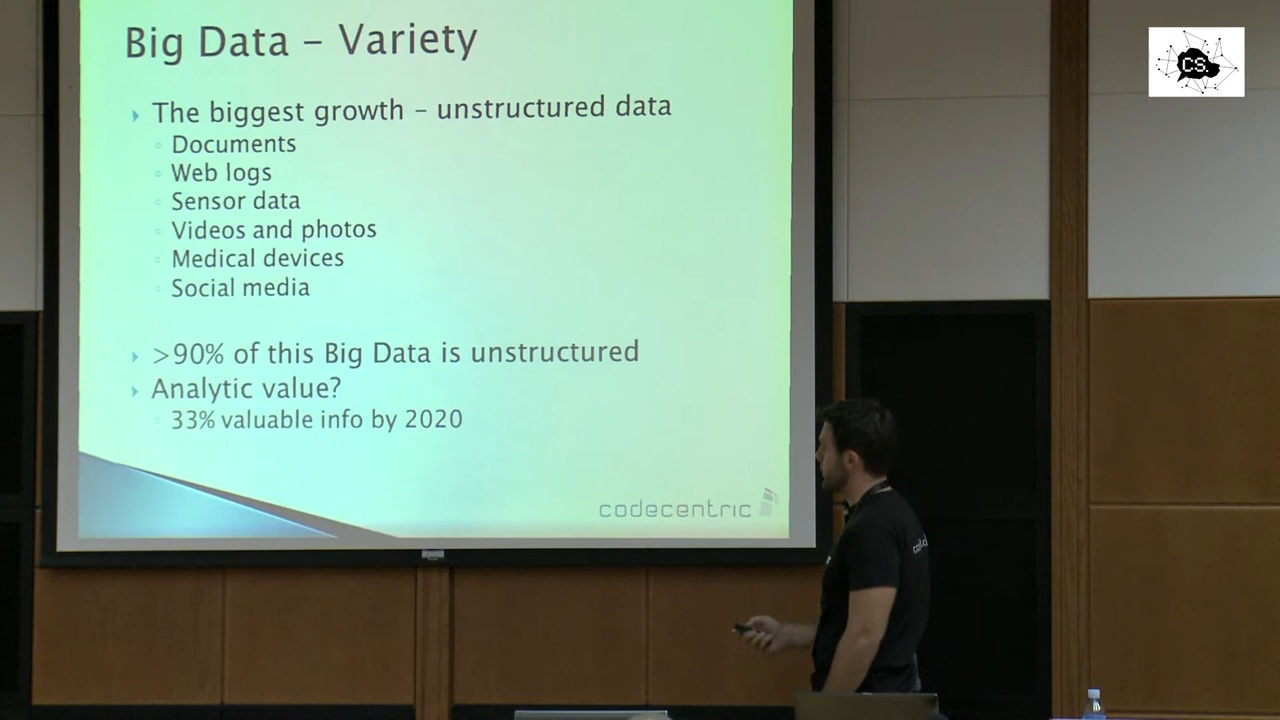 Big Data – Variety
The biggest growth – unstructured data
Documents
Web logs
Sensor data
Videos and photos
Medical devices
Social media
>90% of this Big Data is unstructured
Analytic value?
33% valuable info by 2020
codecentric
CS